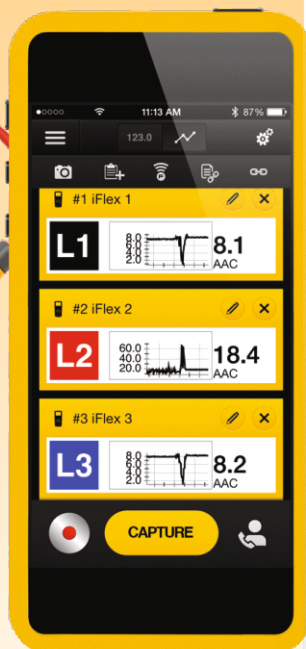 11:13 AM 87%
123.0
#1 iFlex 1
L1 8.0 6.0 4.0 2.0 8.1 AAC
#2 iFlex 2
L2 60.0 40.0 20.0 18.4 AAC
#3 iFlex 3
L3 8.0 6.0 4.0 2.0 8.2 AAC
CAPTURE